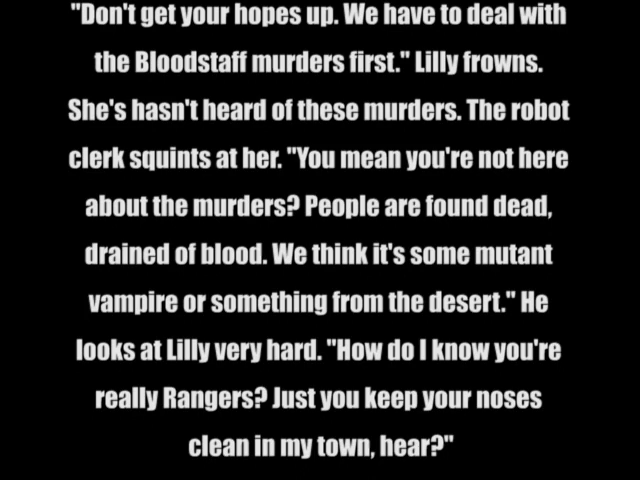 "Don't get your hopes up. We have to deal with
the Bloodstaff murders first." Lilly frowns.
She's hasn't heard of these murders. The robot
clerk squints at her. "You mean you're not here
about the murders? People are found dead,
drained of blood. We think it's some mutant
vampire or something from the desert." He
looks at Lilly very hard. "How do I know you're
really Rangers? Just you keep your noses
clean in my town, hear?"